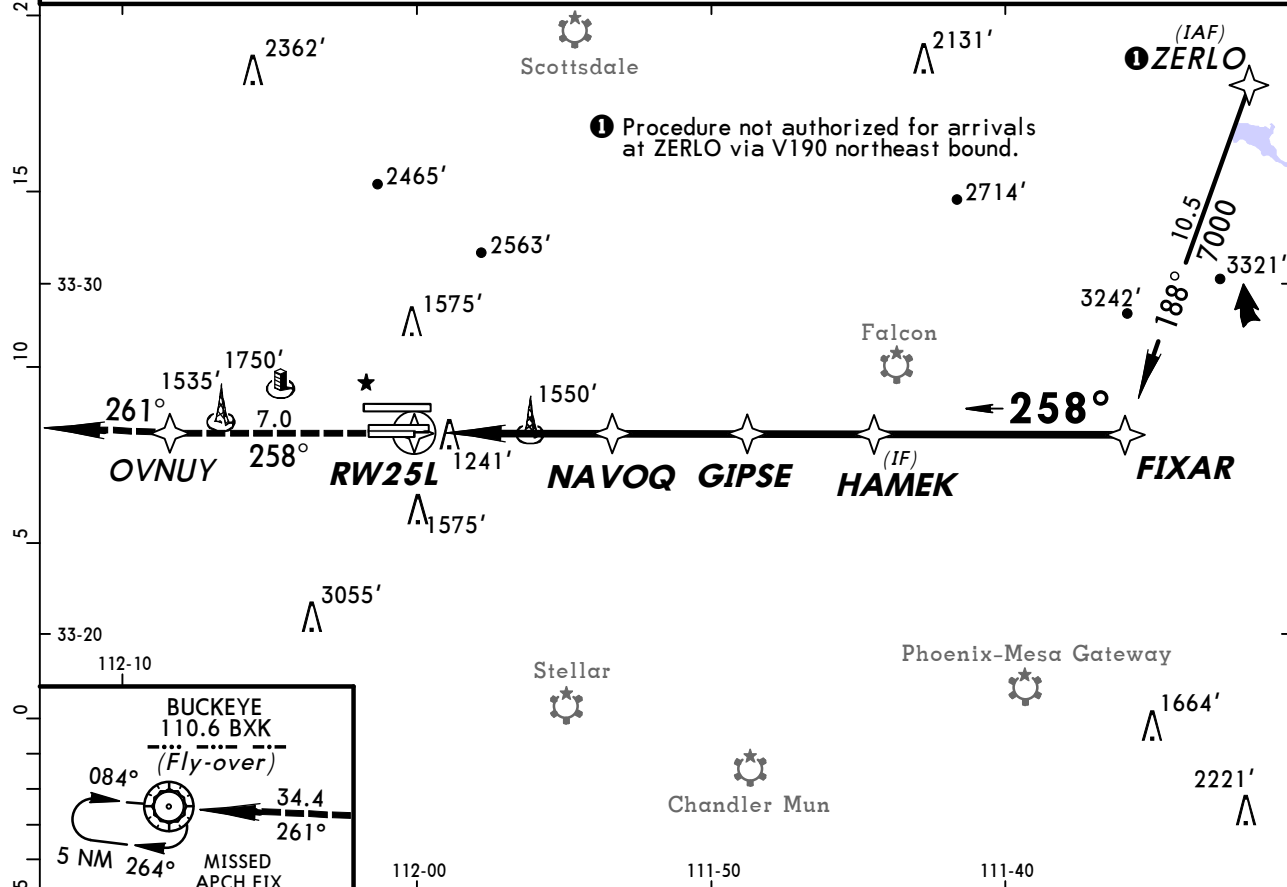 2
2362'
Scottsdale
2131'
(IAF)
❶ ZERLO
❶ Procedure not authorized for arrivals
at ZERLO via V190 northeast bound.
15
2465'
2714'
2563'
10.5
7000
188°
3321'
33-30
1575'
3242'
Falcon
10
1750'
1535'
1550'
261°
7.0
258°
258°
OVNUY
RW25L
1241'
NAVOQ
GIPSE
(IF)
HAMEK
FIXAR
5
1575'
3055'
33-20
112-10
Stellar
Phoenix-Mesa Gateway
0
BUCKEYE
110.6 BXK
(Fly-over)
084°
34.4
261°
5 NM
264°
MISSED
APCH FIX
1664'
2221'
Chandler Mun
5
112-00
111-50
111-40